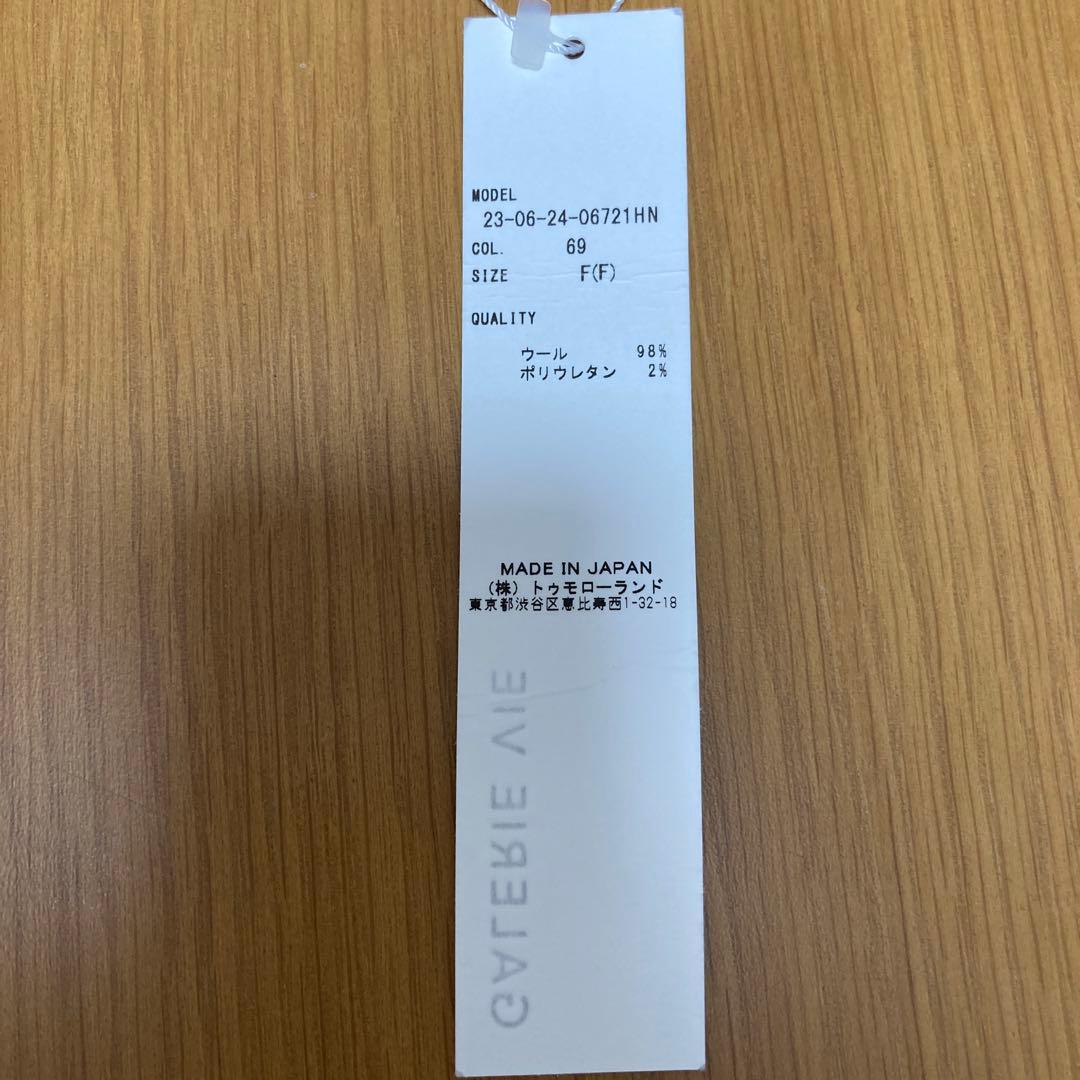 MODEL
23-06-24-06721HN
COL. 69
SIZE F(F)
QUALITY
ウール 98%
ポリウレタン 2%
MADE IN JAPAN
(株)トゥモローランド
東京都渋谷区恵比寿西1-32-18
GALERIE VIE